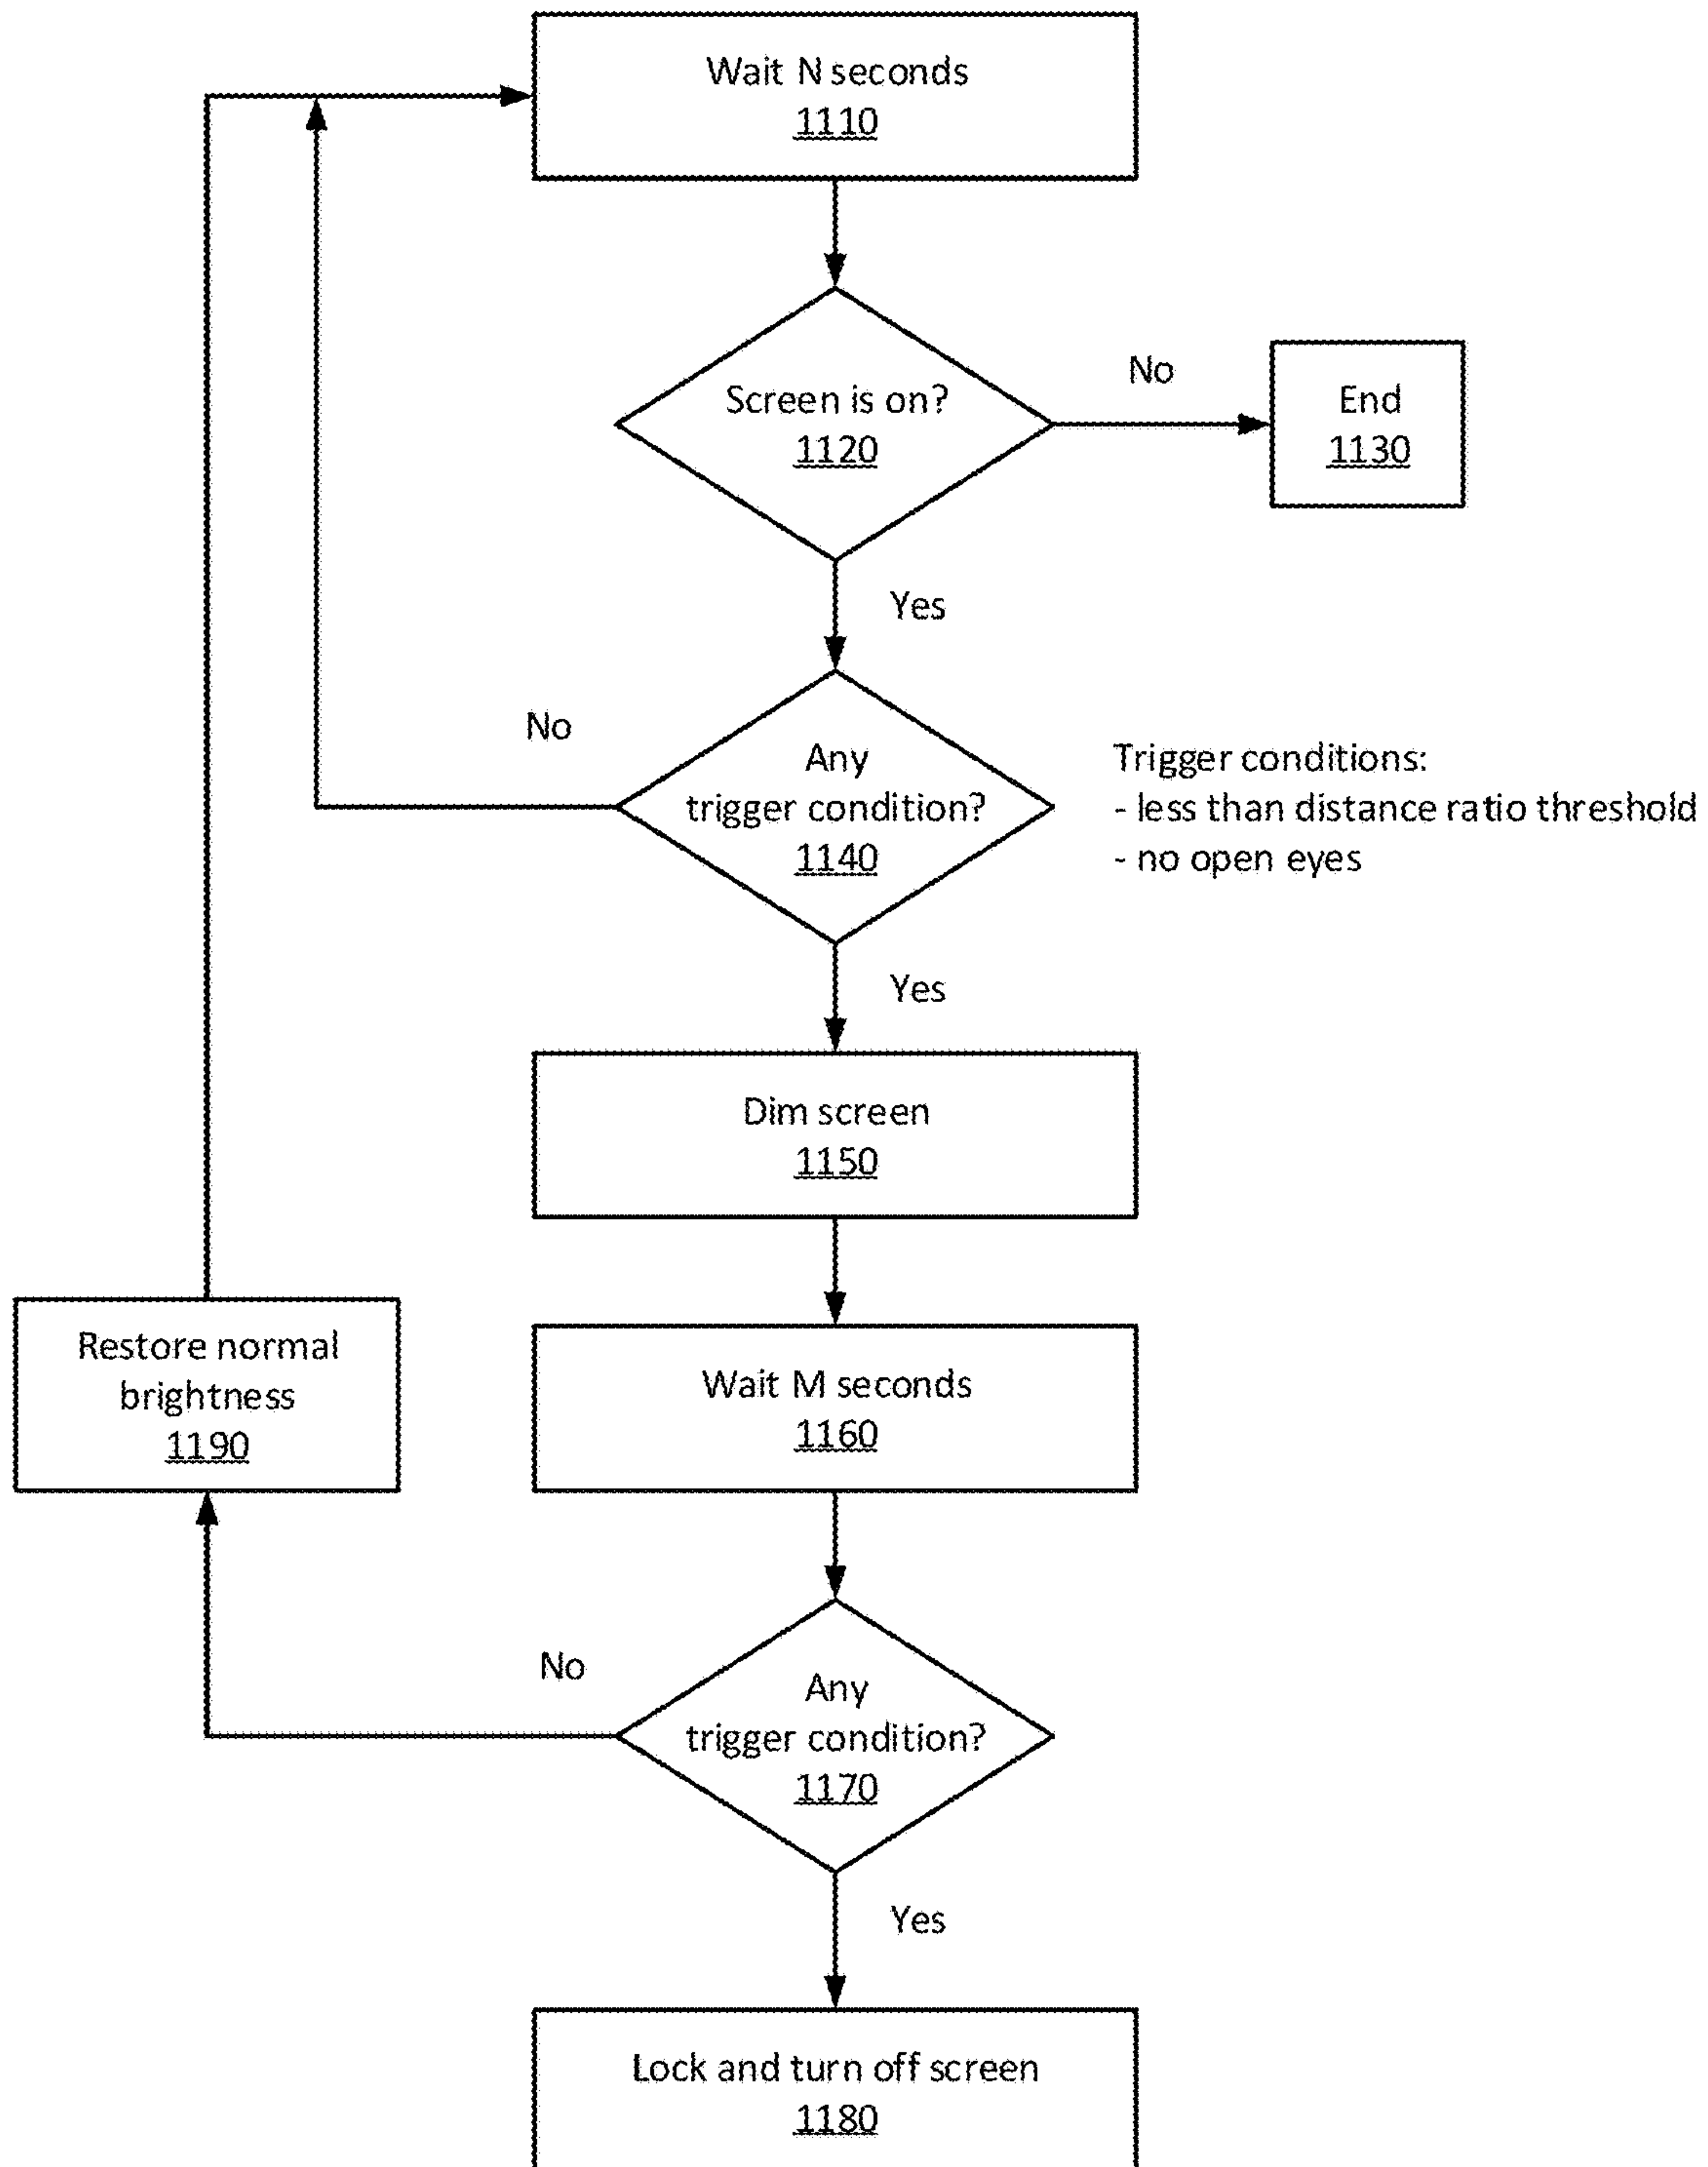 Wait N seconds
1110
Screen is on?
1120
No
End
1130
Yes
No
Any
trigger condition?
1140
Trigger conditions:
- less than distance ratio threshold
- no open eyes
Yes
Dim screen
1150
Restore normal
brightness
1190
Wait M seconds
1160
No
Any
trigger condition?
1170
Yes
Lock and turn off screen
1180